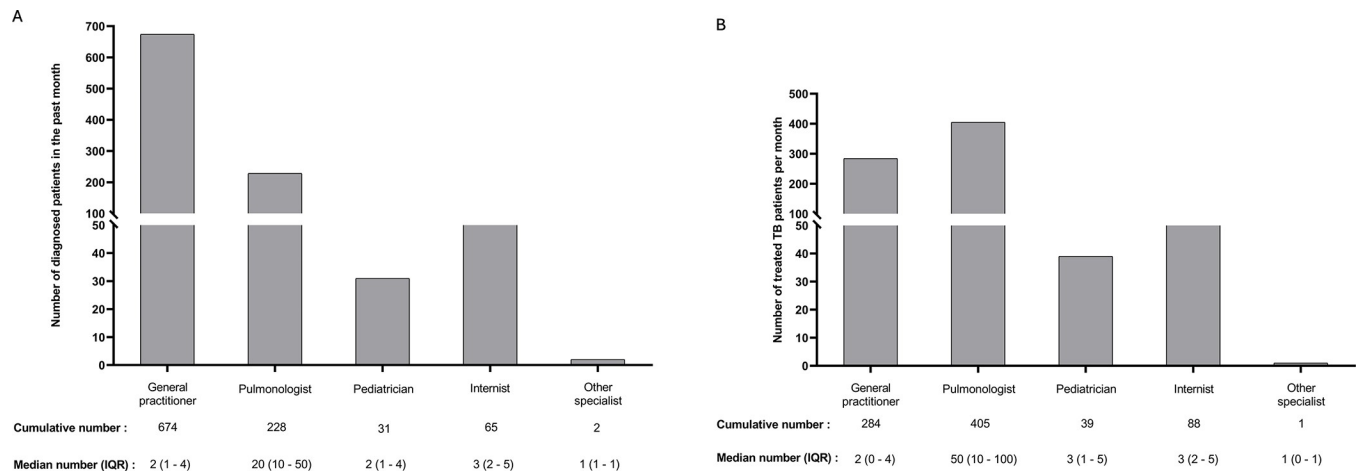 A
Number of diagnosed patients in the past month
700
600
500
400
300
200
100
50
40
30
20
10
0
General practitioner
Pulmonologist
Pediatrician
Internist
Other specialist
Cumulative number : 674 228 31 65 2
Median number (IQR) : 2 (1 - 4) 20 (10 - 50) 2 (1 - 4) 3 (2 - 5) 1 (1 - 1)
B
Number of treated TB patients per month
500
400
300
200
100
50
40
30
20
10
0
General practitioner
Pulmonologist
Pediatrician
Internist
Other specialist
Cumulative number : 284 405 39 88 1
Median number (IQR) : 2 (0 - 4) 50 (10 - 100) 3 (1 - 5) 3 (2 - 5) 1 (0 - 1)